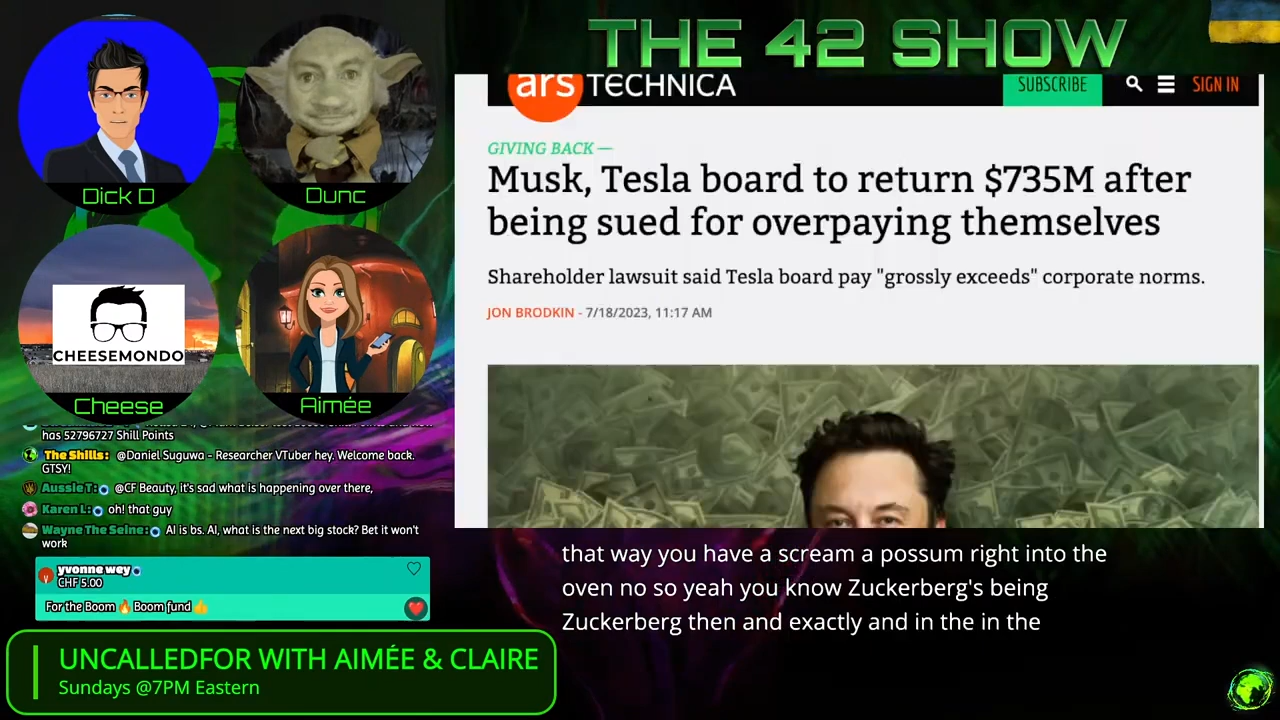 THE 42 SHOW
Dick D
Dunc
CHEESEMONDO
Cheese
Aimée
ars TECHNICA
SUBSCRIBE
SIGN IN
GIVING BACK —
Musk, Tesla board to return $735M after
being sued for overpaying themselves
Shareholder lawsuit said Tesla board pay "grossly exceeds" corporate norms.
JON BRODKIN - 7/18/2023, 11:17 AM
has 52796727 Shill Points
The Shills: @Daniel Suguwa - Researcher VTuber hey, Welcome back.
GTSY!
Aussie T: @CF Beauty, it's sad what is happening over there,
Karen L: oh! that guy
Wayne The Seine: AI is bs. AI, what is the next big stock? Bet it won't
work
yvonne wey
CHF 5.00
For the Boom 🔥 Boom fund 👍
that way you have a scream a possum right into the
oven no so yeah you know Zuckerberg's being
Zuckerberg then and exactly and in the in the
UNCALLEDFOR WITH AIMÉE & CLAIRE
Sundays @7PM Eastern